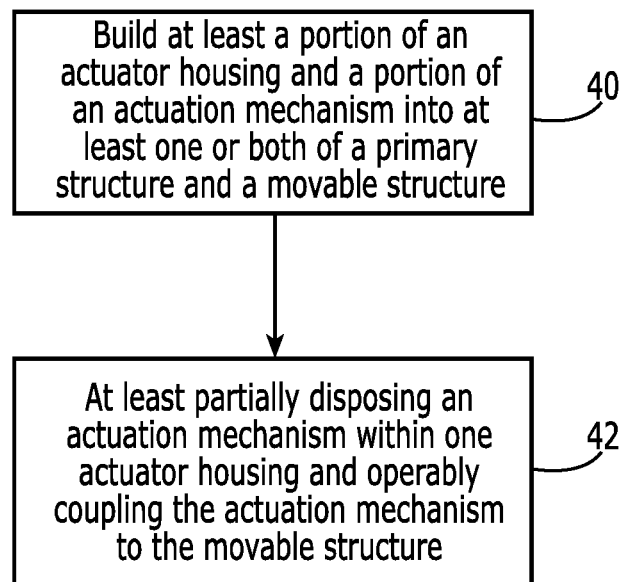 Build at least a portion of an
actuator housing and a portion of
an actuation mechanism into at
least one or both of a primary
structure and a movable structure
40
At least partially disposing an
actuation mechanism within one
actuator housing and operably
coupling the actuation mechanism
to the movable structure
42